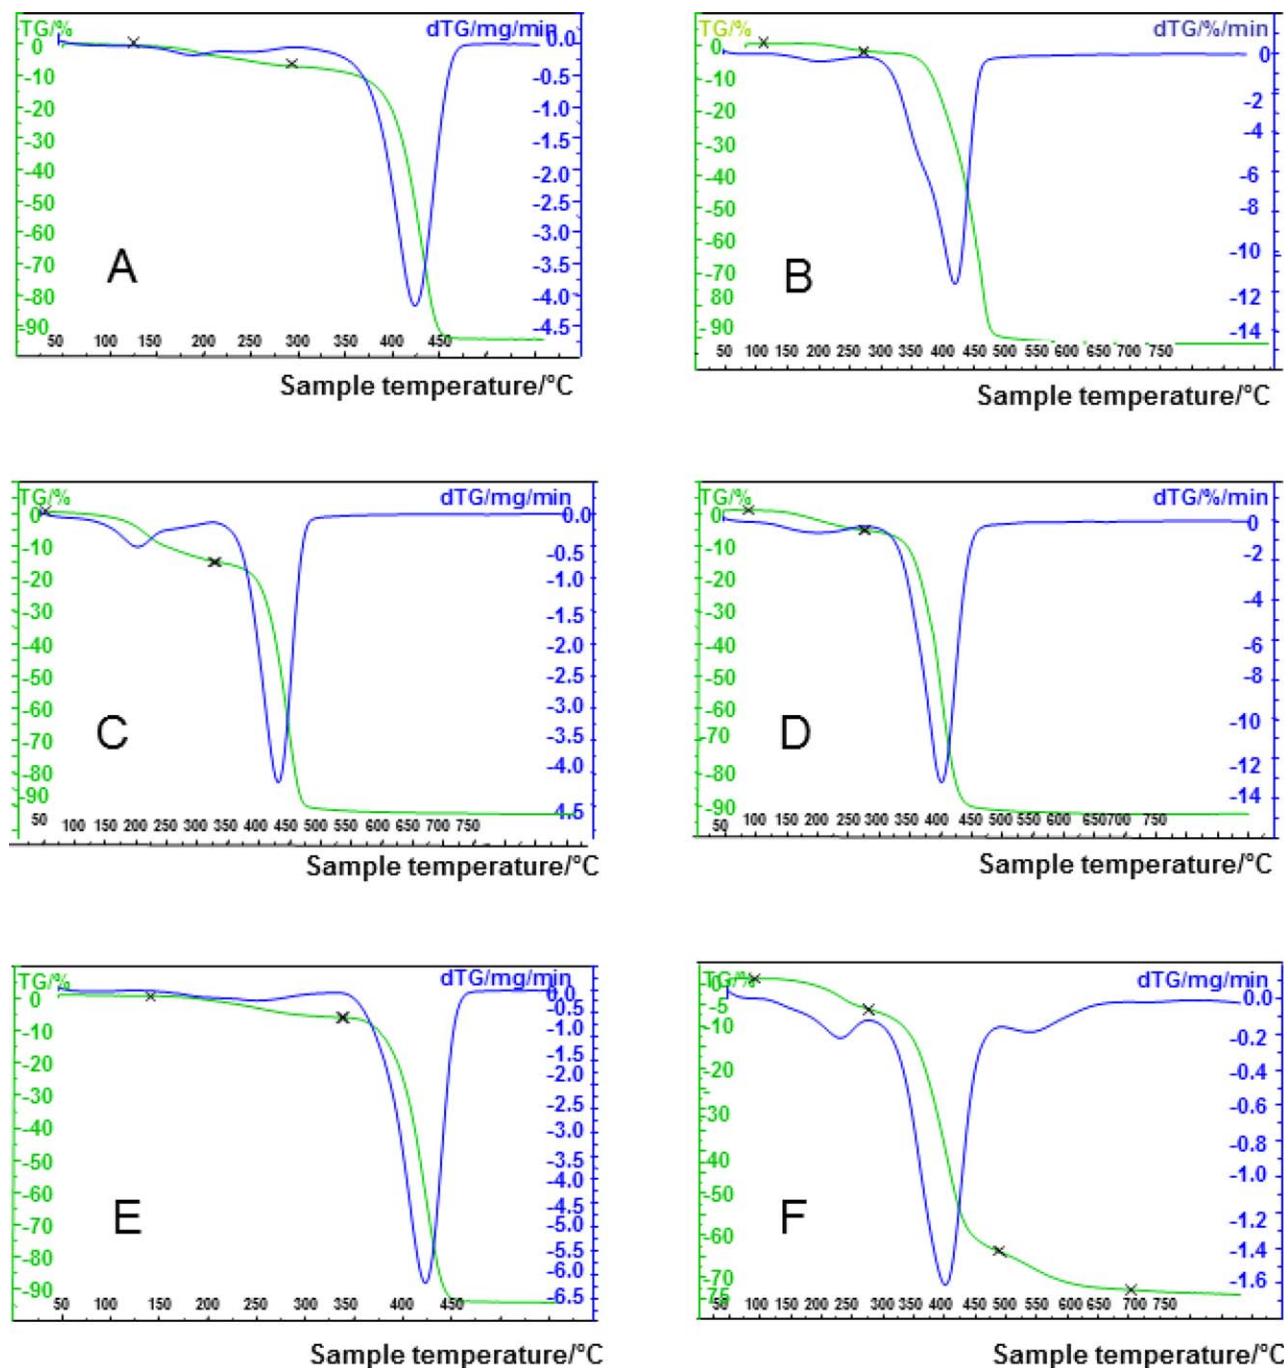 TG/% dTG/mg/min
0 0.0
-10 -0.5
-20 -1.0
-30 -1.5
-40 -2.0
-50 -2.5
-60 -3.0
-70 -3.5
-80 -4.0
-90 -4.5
A
50 100 150 200 250 300 350 400 450
Sample temperature/°C
TG/% dTG/%/min
0 0
-10 -2
-20 -4
-30 -6
-40 -8
-50 -10
-60 -12
-70 -14
-80
-90
B
50 100 150 200 250 300 350 400 450 500 550 600 650 700 750
Sample temperature/°C
TG/% dTG/mg/min
0 0.0
-10 -0.5
-20 -1.0
-30 -1.5
-40 -2.0
-50 -2.5
-60 -3.0
-70 -3.5
-80 -4.0
-90 4.5
C
50 100 150 200 250 300 350 400 450 500 550 600 650 700 750
Sample temperature/°C
TG/% dTG/%/min
0 0
-10 -2
-20 -4
-30 -6
-40 -8
-50 -10
-60 -12
-70 -14
-80
-90
D
50 100 150 200 250 300 350 400 450 500 550 600 650700 750
Sample temperature/°C
TG/% dTG/mg/min
0 0.0
-10 -0.5
-20 -1.0
-30 -1.5
-40 -2.0
-50 -2.5
-60 -3.0
-70 -3.5
-80 -4.0
-90 -4.5
-5.0
-5.5
-6.0
-6.5
E
50 100 150 200 250 300 350 400 450
Sample temperature/°C
TG/% dTG/mg/min
0 0.0
-5 -0.2
-10 -0.4
-20 -0.6
-30 -0.8
40 -1.0
-50 -1.2
-60 -1.4
-70 -1.6
75
F
50 100 150 200 250 300 350 400 450 500 550 600 650 700 750
Sample temperature/°C